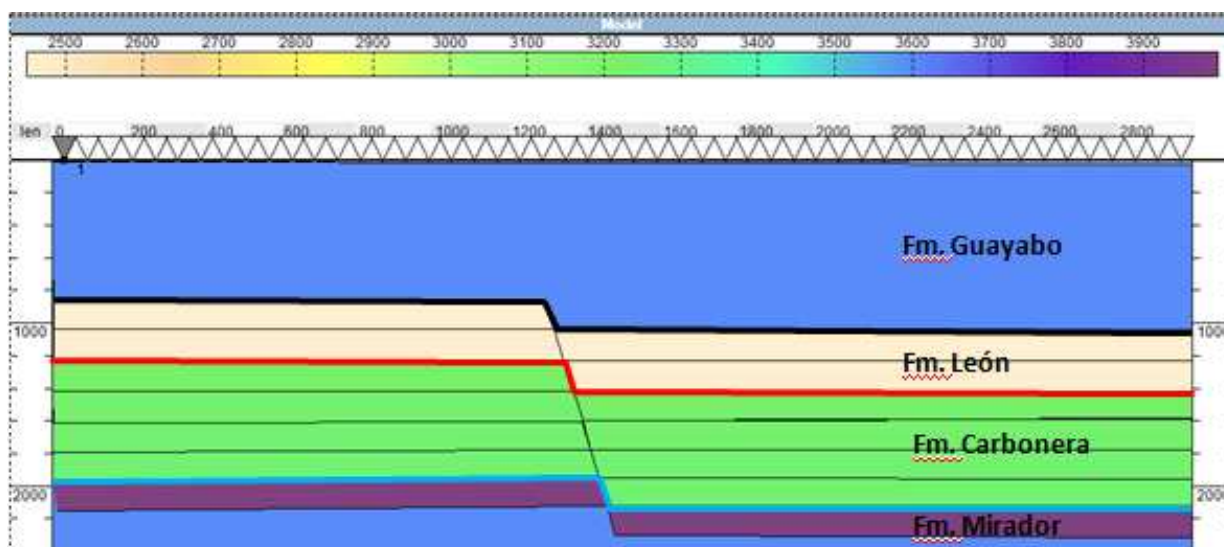 Model
2500 2600 2700 2800 2900 3000 3100 3200 3300 3400 3500 3600 3700 3800 3900
len 0 200 400 600 800 1000 1200 1400 1600 1800 2000 2200 2400 2600 2800
1
Fm. Guayabo
1000 1000
Fm. León
Fm. Carbonera
2000 2000
Fm. Mirador